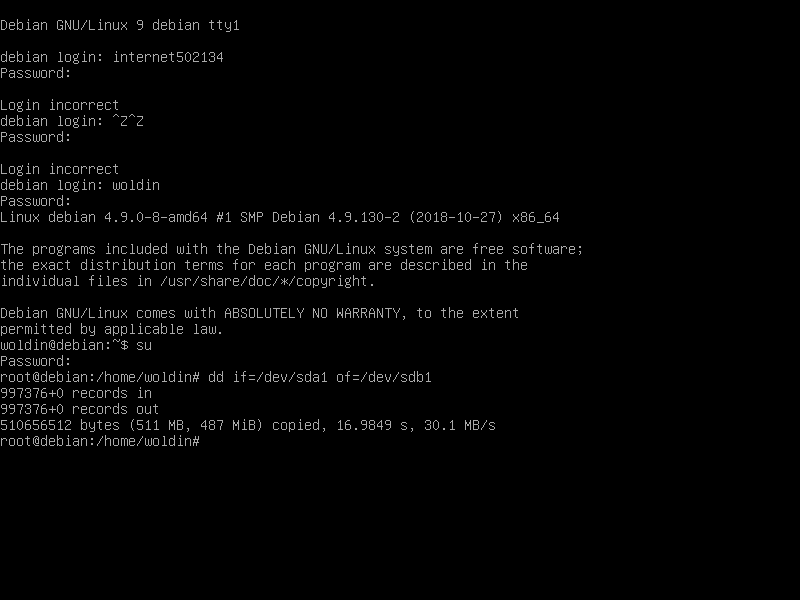 Debian GNU/Linux 9 debian tty1
debian login: internet502134
Password:
Login incorrect
debian login: ^Z^Z
Password:
Login incorrect
debian login: woldin
Password:
Linux debian 4.9.0-8-amd64 #1 SMP Debian 4.9.130-2 (2018-10-27) x86_64
The programs included with the Debian GNU/Linux system are free software;
the exact distribution terms for each program are described in the
individual files in /usr/share/doc/*/copyright.
Debian GNU/Linux comes with ABSOLUTELY NO WARRANTY, to the extent
permitted by applicable law.
woldin@debian:~$ su
Password:
root@debian:/home/woldin# dd if=/dev/sda1 of=/dev/sdb1
997376+0 records in
997376+0 records out
510656512 bytes (511 MB, 487 MiB) copied, 16.9849 s, 30.1 MB/s
root@debian:/home/woldin#